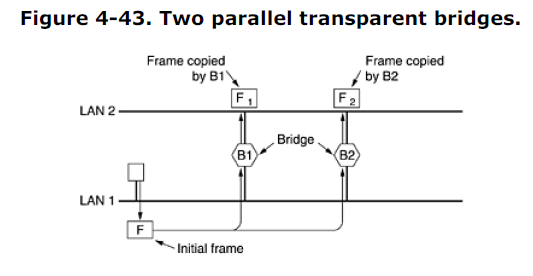 Figure 4-43. Two parallel transparent bridges.
Frame copied
by B1
Frame copied
by B2
F1
F2
LAN 2
Bridge
B1
B2
LAN 1
F
Initial frame